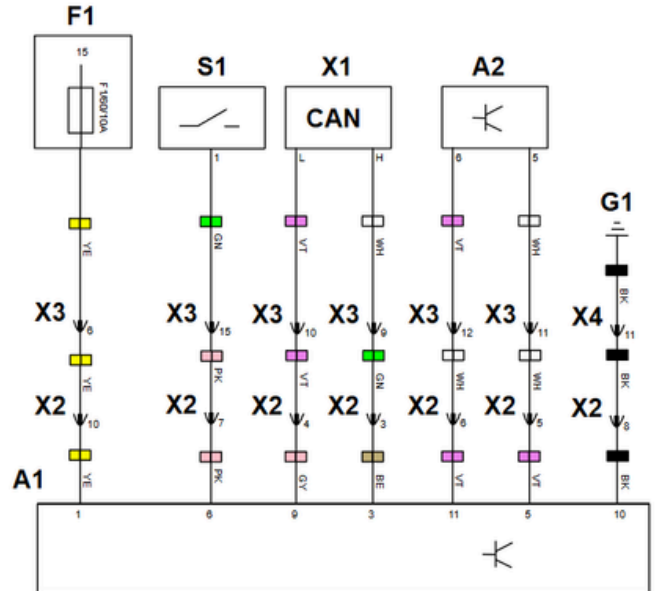 F1
15
F1/60/10A
S1
X1
CAN
A2
1
L
H
6
5
G1
YE
GN
VT
WH
VT
WH
BK
X3
6
X3
15
X3
10
X3
9
X3
12
X3
11
X4
11
YE
PK
VT
GN
WH
WH
BK
X2
10
X2
7
X2
4
X2
3
X2
6
X2
5
X2
8
YE
PK
GY
BE
VT
VT
BK
A1
1
6
9
3
11
5
10